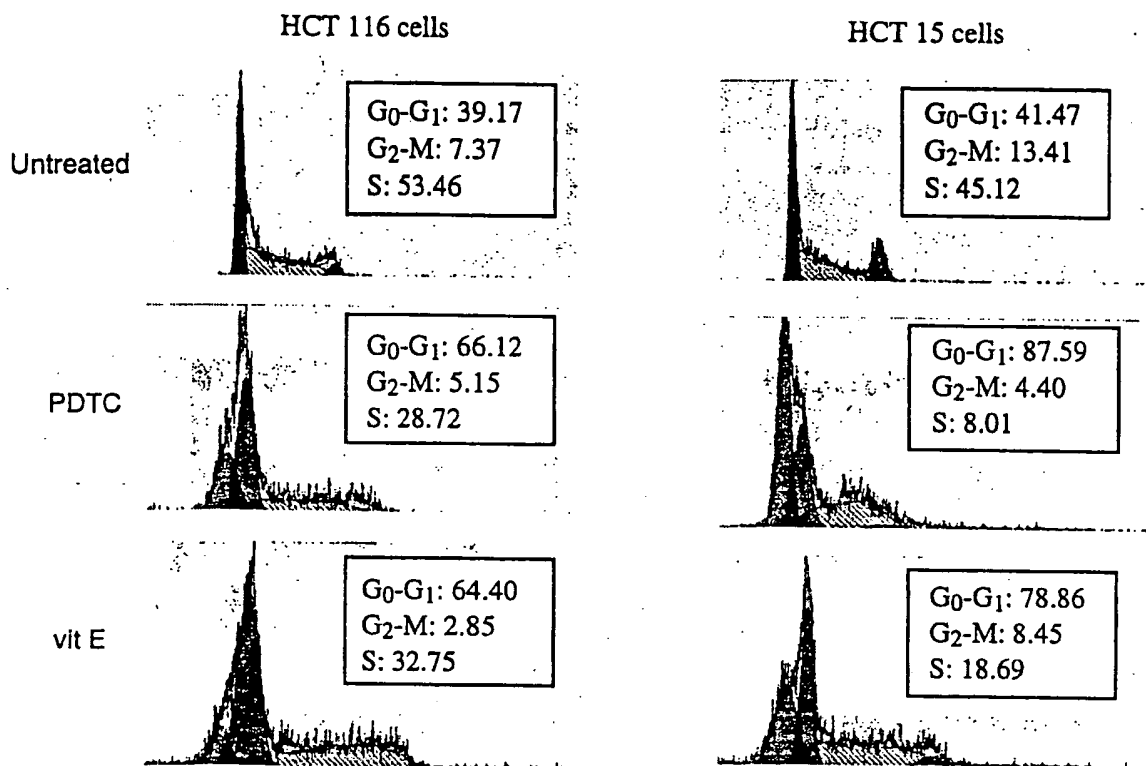 HCT 116 cells
HCT 15 cells
Untreated
G₀-G₁: 39.17
G₂-M: 7.37
S: 53.46
G₀-G₁: 41.47
G₂-M: 13.41
S: 45.12
PDTC
G₀-G₁: 66.12
G₂-M: 5.15
S: 28.72
G₀-G₁: 87.59
G₂-M: 4.40
S: 8.01
vit E
G₀-G₁: 64.40
G₂-M: 2.85
S: 32.75
G₀-G₁: 78.86
G₂-M: 8.45
S: 18.69